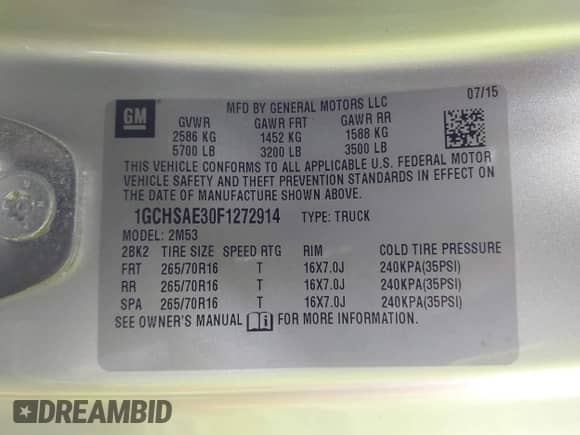 07/15
MFD BY GENERAL MOTORS LLC
GM
GVWR GAWR FRT GAWR RR
2586 KG 1452 KG 1588 KG
5700 LB 3200 LB 3500 LB
THIS VEHICLE CONFORMS TO ALL APPLICABLE U.S. FEDERAL MOTOR
VEHICLE SAFETY AND THEFT PREVENTION STANDARDS IN EFFECT ON
THE DATE OF MANUFACTURE SHOWN ABOVE.
1GCHSAE30F1272914 TYPE: TRUCK
MODEL: 2M53
2BK2 TIRE SIZE SPEED RTG RIM COLD TIRE PRESSURE
FRT 265/70R16 T 16X7.0J 240KPA(35PSI)
RR 265/70R16 T 16X7.0J 240KPA(35PSI)
SPA 265/70R16 T 16X7.0J 240KPA(35PSI)
SEE OWNER'S MANUAL FOR MORE INFORMATION.
DREAMBID